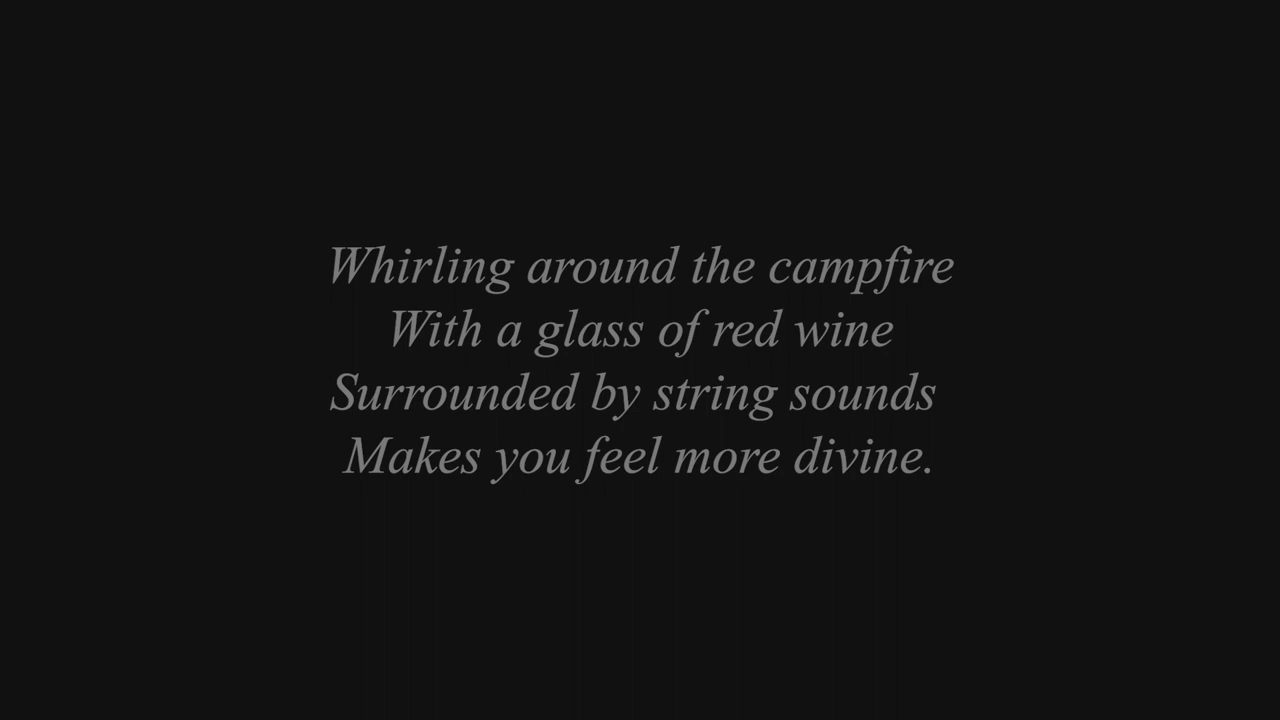 Whirling around the campfire
With a glass of red wine
Surrounded by string sounds
Makes you feel more divine.